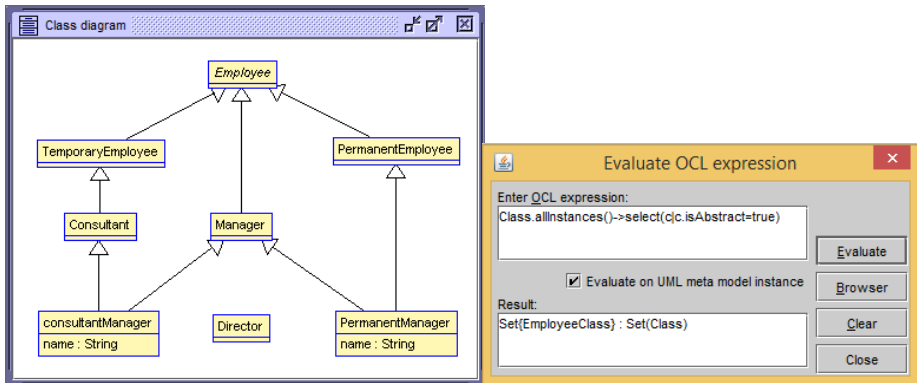 Class diagram
Employee
TemporaryEmployee
PermanentEmployee
Consultant
Manager
consultantManager
name : String
Director
PermanentManager
name : String
Evaluate OCL expression
Enter OCL expression:
Class.allInstances()->select(c|c.isAbstract=true)
Evaluate
Evaluate on UML meta model instance
Browser
Result:
Set{EmployeeClass} : Set(Class)
Clear
Close